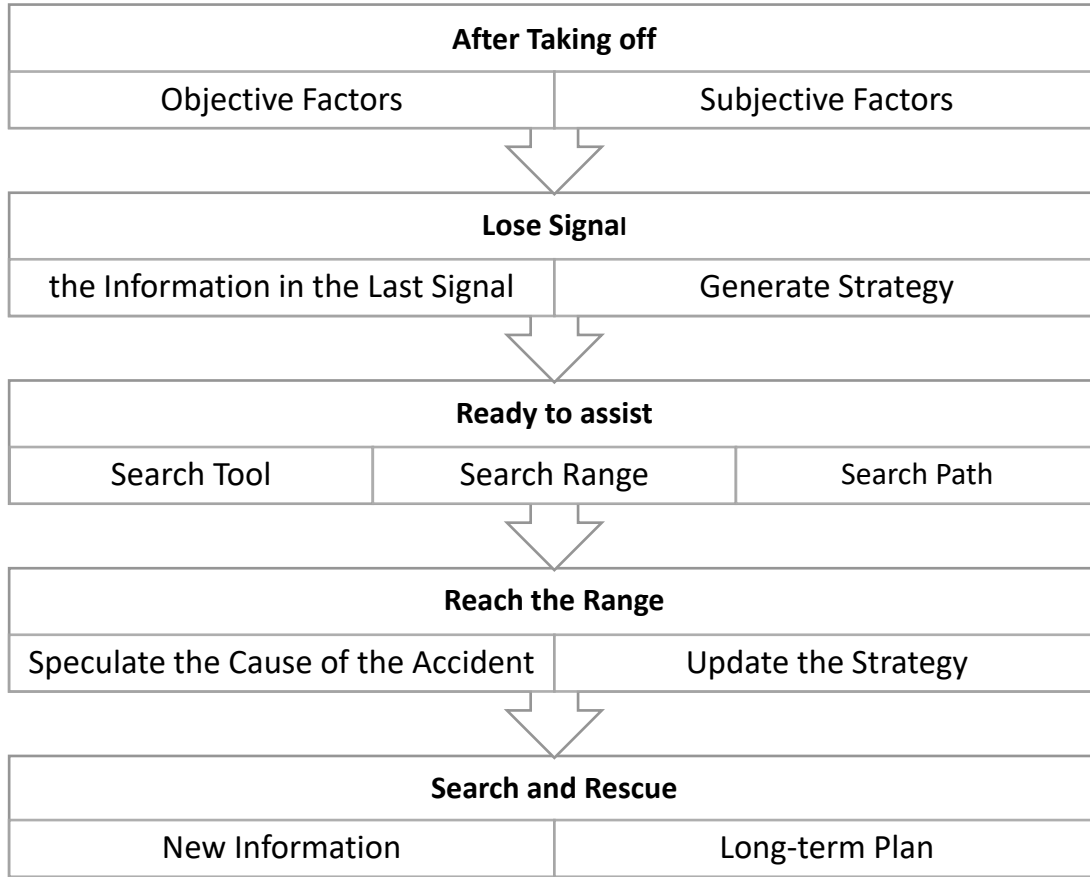 After Taking off
Objective Factors
Subjective Factors
Lose Signal
the Information in the Last Signal
Generate Strategy
Ready to assist
Search Tool
Search Range
Search Path
Reach the Range
Speculate the Cause of the Accident
Update the Strategy
Search and Rescue
New Information
Long-term Plan